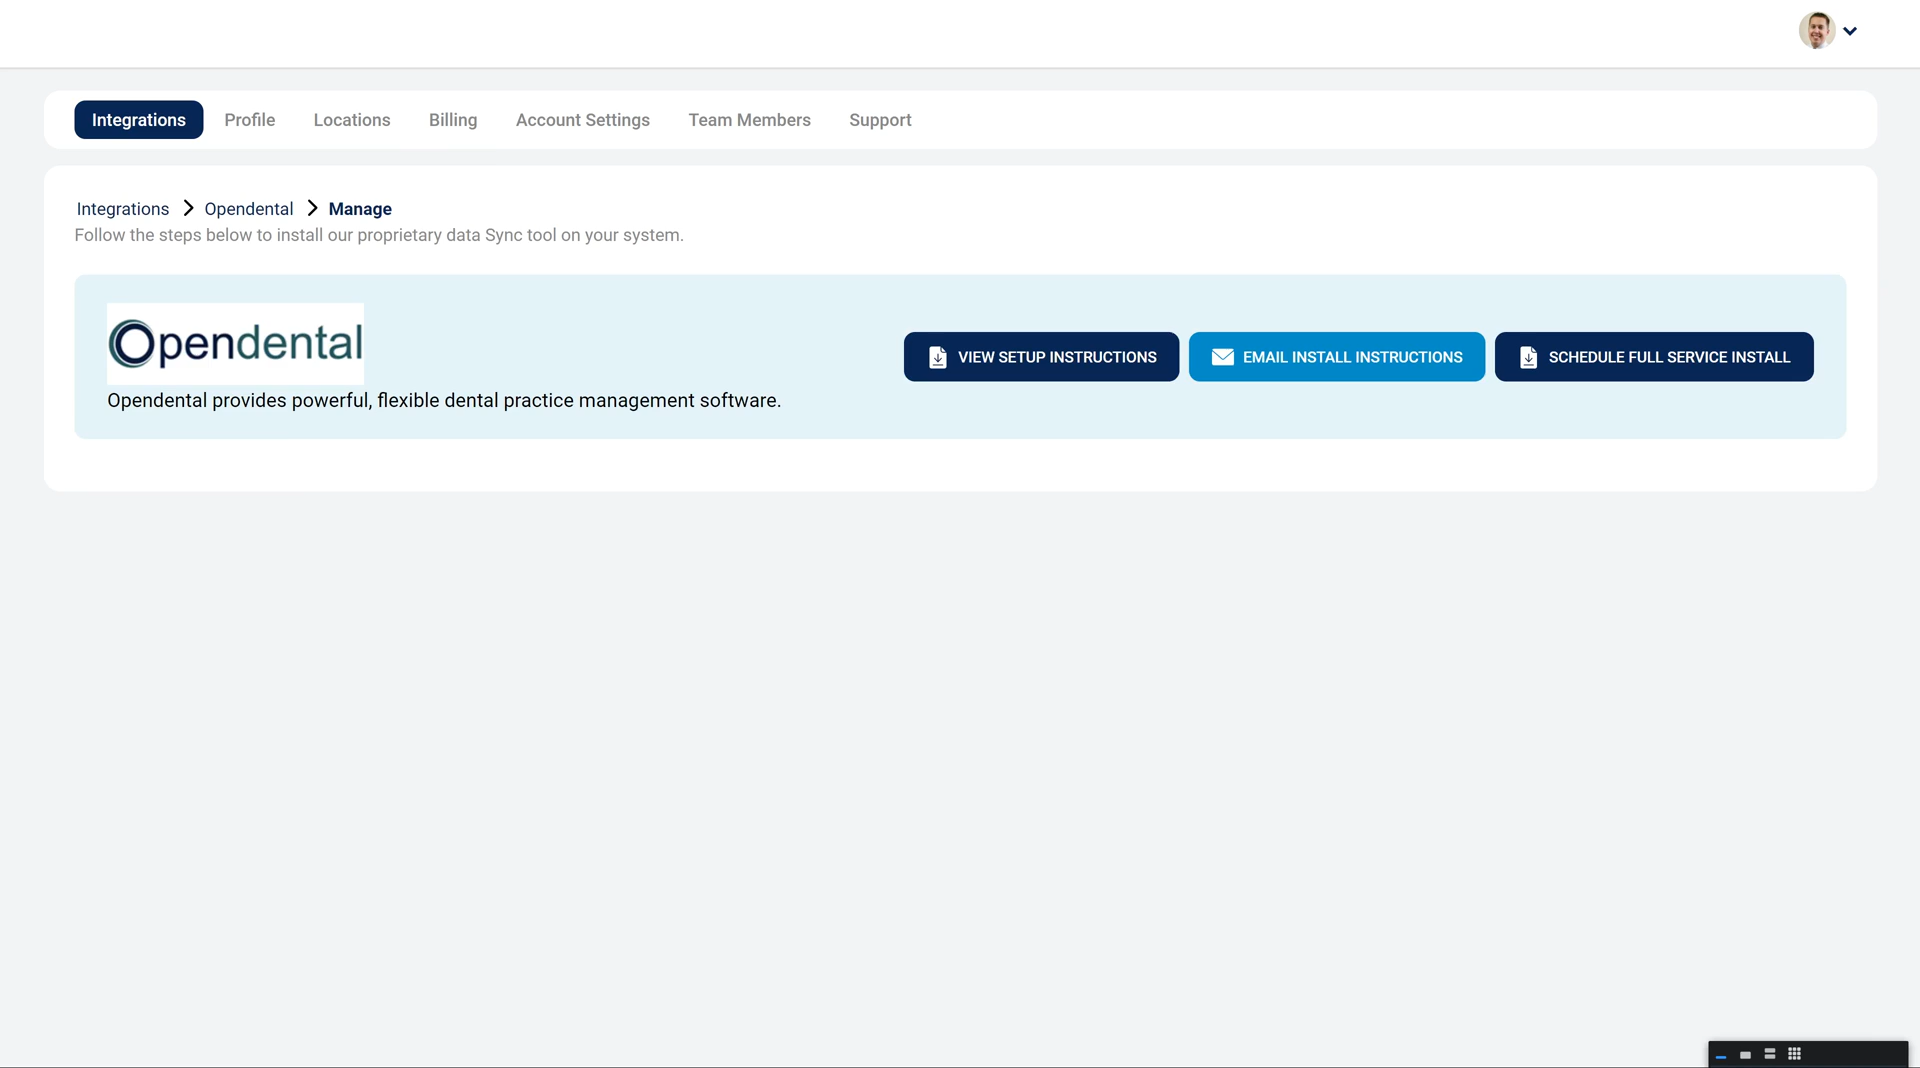 Integrations Profile Locations Billing Account Settings Team Members Support
Integrations Opendental Manage
Follow the steps below to install our proprietary data Sync tool on your system.
Opendental
VIEW SETUP INSTRUCTIONS EMAIL INSTALL INSTRUCTIONS SCHEDULE FULL SERVICE INSTALL
Opendental provides powerful, flexible dental practice management software.